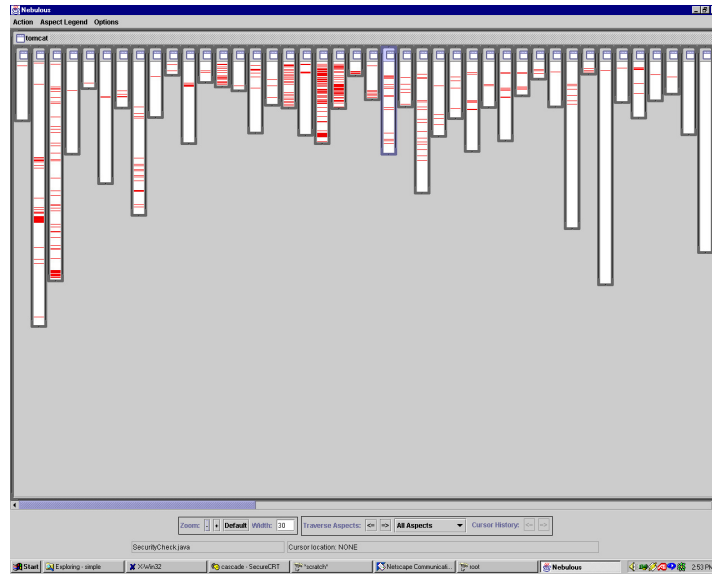 Nebulous
Action Aspect Legend Options
tomcat
Zoom: - + Default Width: 30 Traverse Aspects: <= => All Aspects Cursor History: <= =>
SecurityCheck.java Cursor location: NONE
Start Exploring - simple X-Win32 cascade - SecureCRT *scratch* Netscape Communicati... root Nebulous 2:53 PM